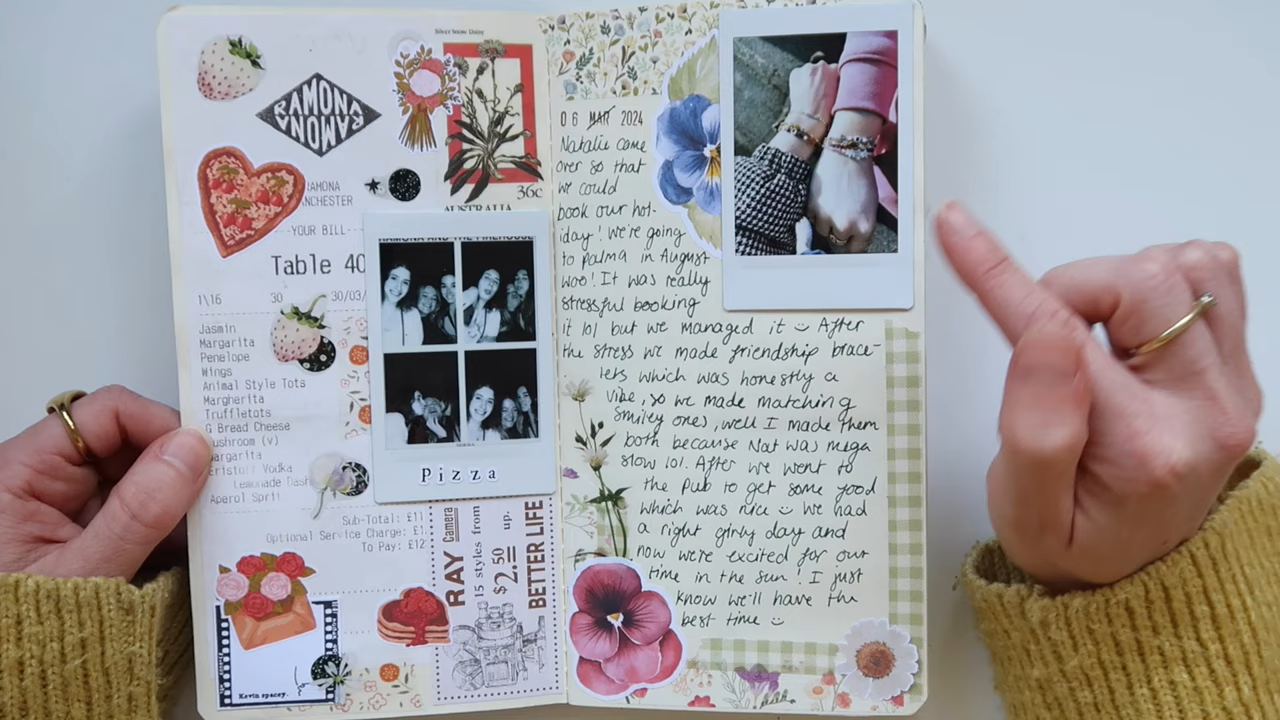 Silver Snow Daisy
RAMONA
RAMONA
36c
AUSTRALIA
RAMONA
MANCHESTER
YOUR BILL
Table 40
1\16 30 30/03/
Jasmin
Margarita
Penelope
Wings
Animal Style Tots
Margherita
Truffletots
G Bread Cheese
ushroom (v)
argarita
ristoff Vodka
Lemonade Dash
Aperol Sprit
Sub-Total: £11
Optional Service Charge: £1
To Pay: £12
RAMONA AND THE FIREHOUSE
Pizza
RAY Camera
15 styles from
$2.50 up.
BETTER LIFE
Kevin spacey.
06 MAR 2024
Natalie came
over so that
we could
book our hol-
iday! We're going
to palma in August
woo! It was really
stressful booking
it lol but we managed it After
the stress we made friendship brace-
lets which was honestly a
vibe, so we made matching
smiley ones, well I made them
both because Nat was mega
slow lol. After we went to
the pub to get some food
which was nice we had
a right girly day and
now we're excited for our
time in the sun! I just
know we'll have the
best time